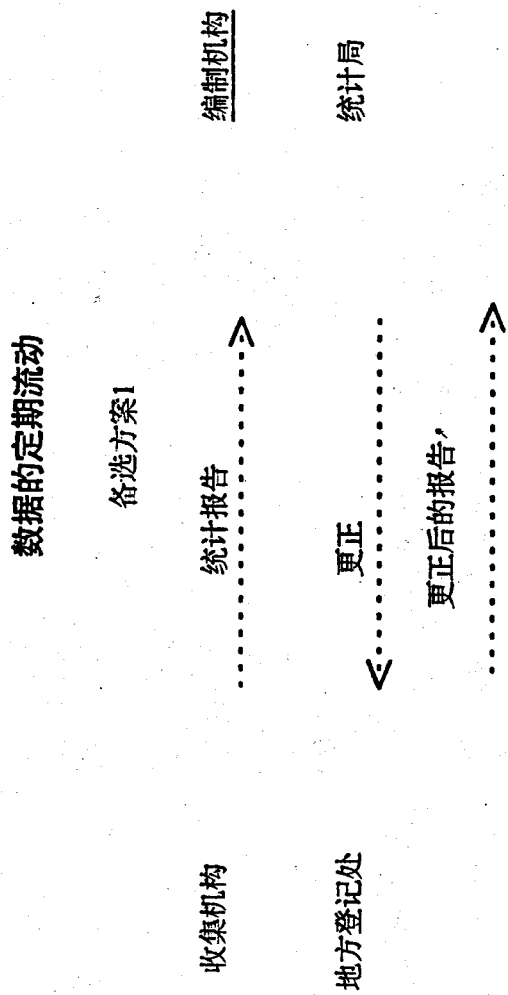 数据的定期流动
备选方案1
收集机构 统计报告 编制机构
地方登记处 更正 统计局
更正后的报告